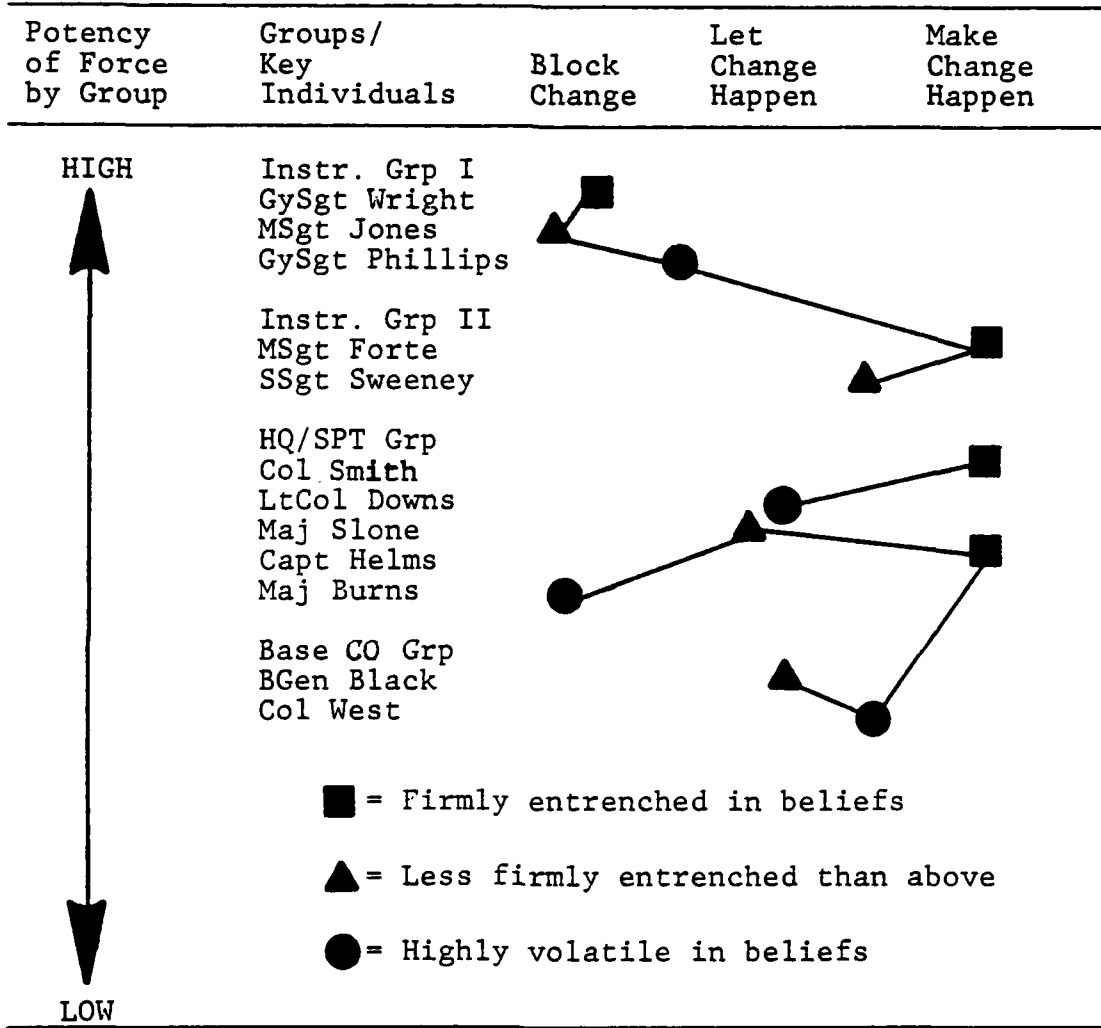 Potency
of Force
by Group
Groups/
Key
Individuals
Block
Change
Let
Change
Happen
Make
Change
Happen
HIGH
Instr. Grp I
GySgt Wright
MSgt Jones
GySgt Phillips
Instr. Grp II
MSgt Forte
SSgt Sweeney
HQ/SPT Grp
Col Smith
LtCol Downs
Maj Slone
Capt Helms
Maj Burns
Base CO Grp
BGen Black
Col West
= Firmly entrenched in beliefs
= Less firmly entrenched than above
= Highly volatile in beliefs
LOW